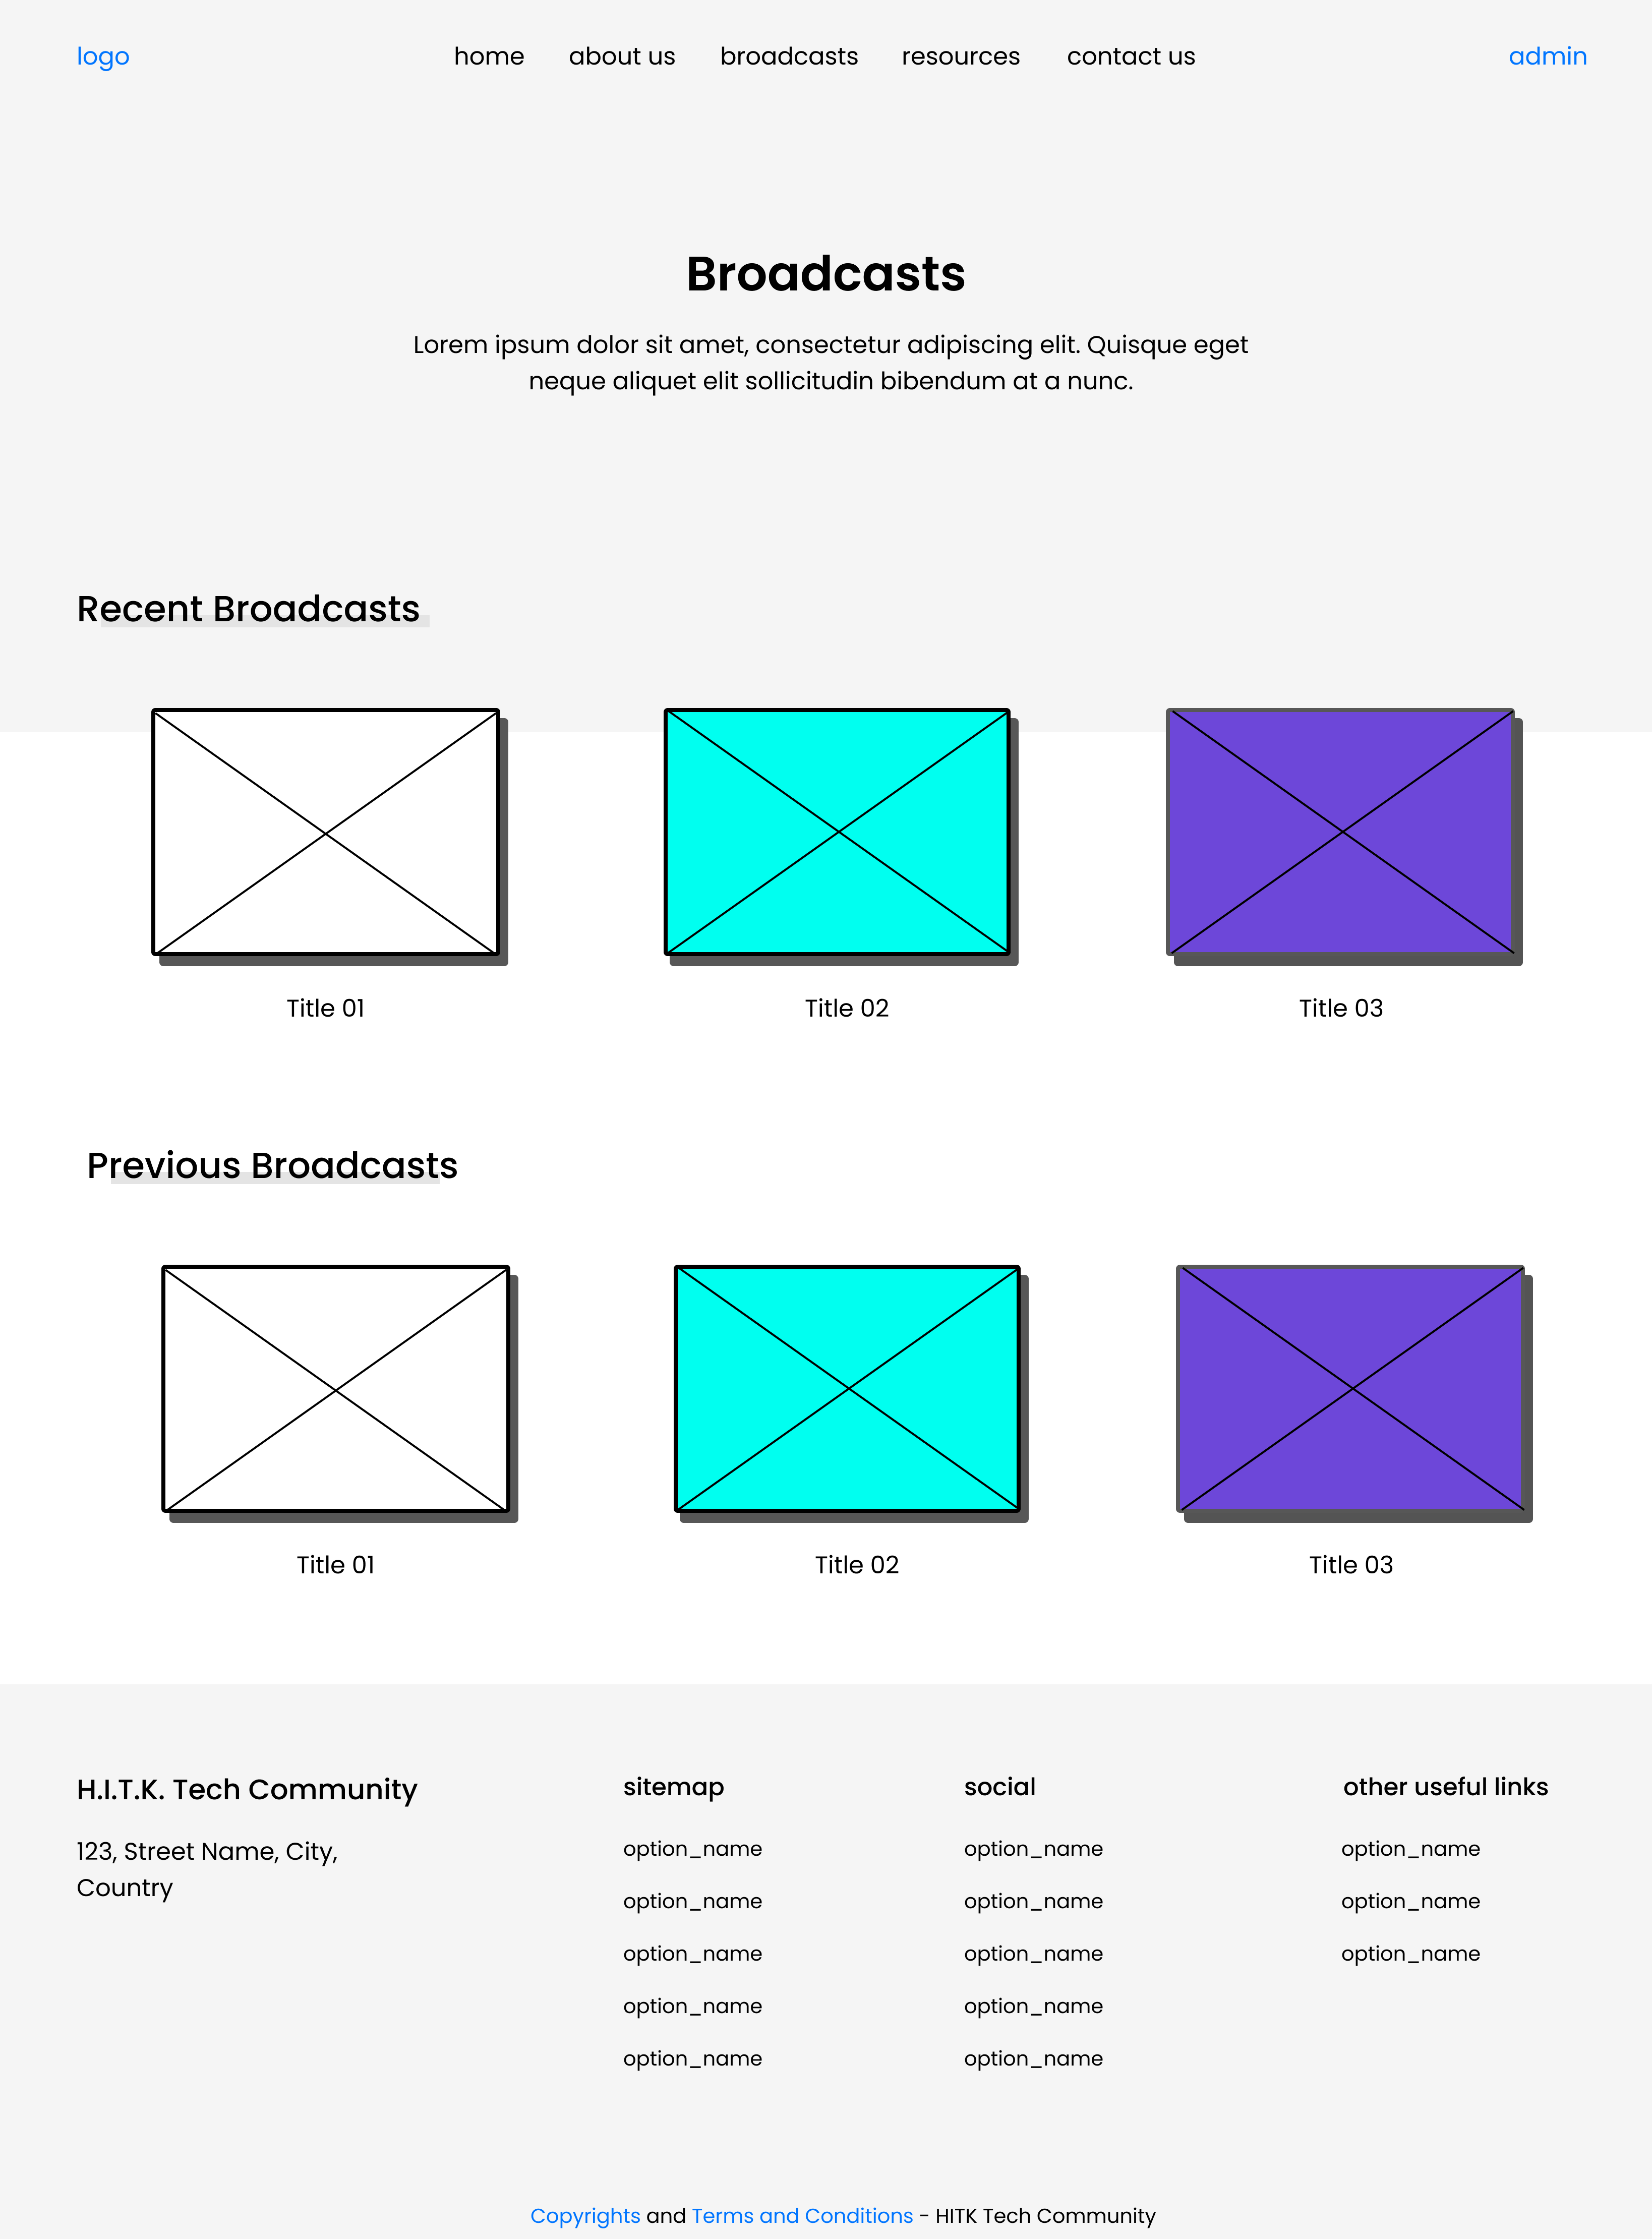 logo
home
about us
broadcasts
resources
contact us
admin
Broadcasts
Lorem ipsum dolor sit amet, consectetur adipiscing elit. Quisque eget
neque aliquet elit sollicitudin bibendum at a nunc.
Recent Broadcasts
Title 01
Title 02
Title 03
Previous Broadcasts
Title 01
Title 02
Title 03
H.I.T.K. Tech Community
123, Street Name, City,
Country
sitemap
option_name
option_name
option_name
option_name
option_name
social
option_name
option_name
option_name
option_name
option_name
other useful links
option_name
option_name
option_name
Copyrights and Terms and Conditions - HITK Tech Community